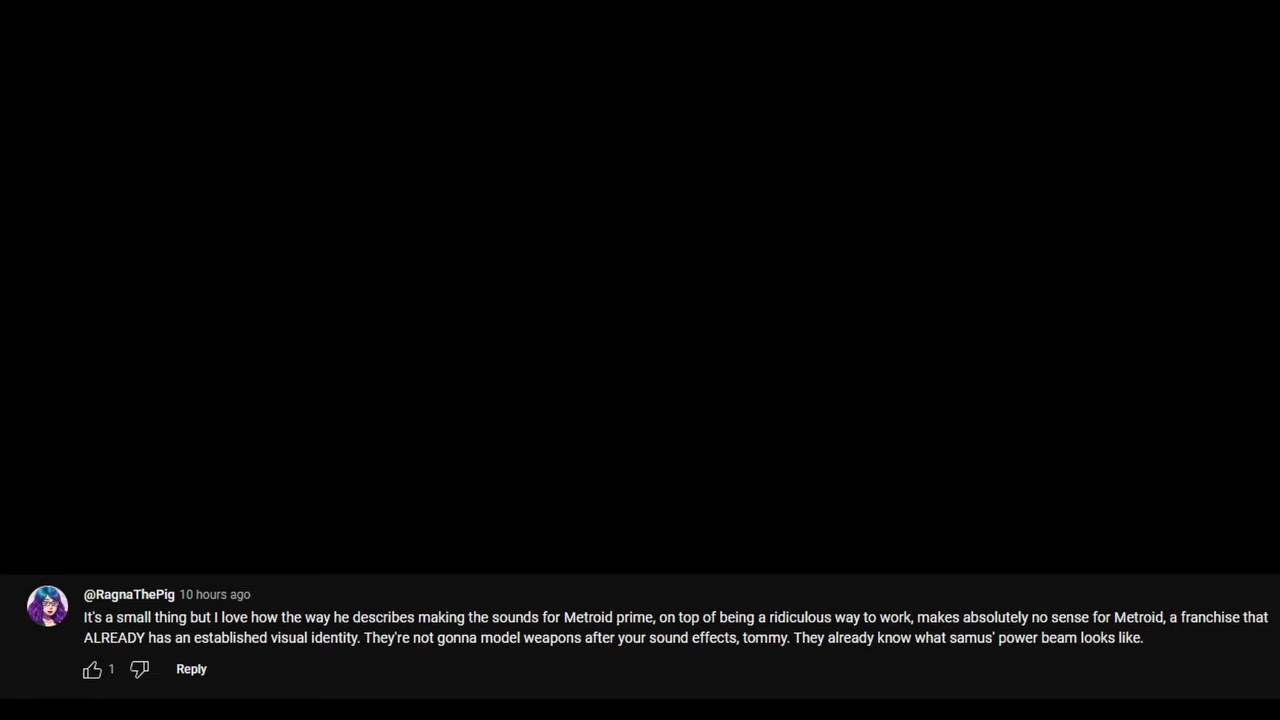 @RagnaThePig 10 hours ago
It's a small thing but I love how the way he describes making the sounds for Metroid prime, on top of being a ridiculous way to work, makes absolutely no sense for Metroid, a franchise that
ALREADY has an established visual identity. They're not gonna model weapons after your sound effects, tommy. They already know what samus' power beam looks like.
1 Reply